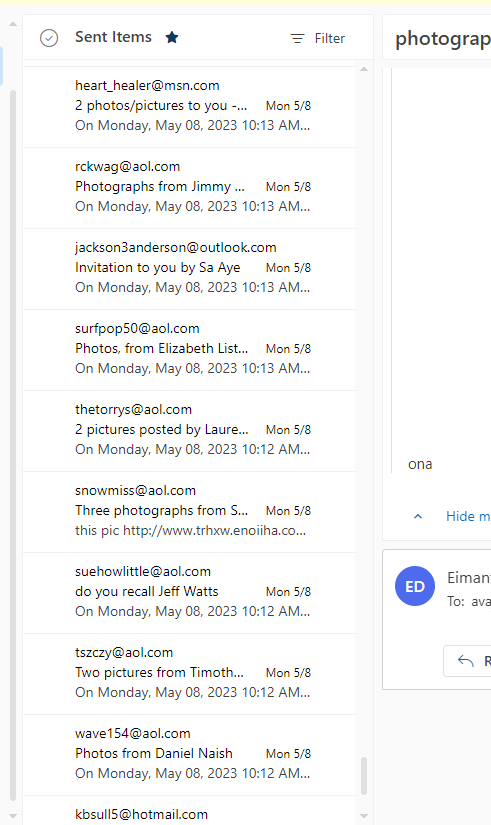 Sent Items
Filter
heart_healer@msn.com
2 photos/pictures to you -... Mon 5/8
On Monday, May 08, 2023 10:13 AM...
rckwag@aol.com
Photographs from Jimmy ... Mon 5/8
On Monday, May 08, 2023 10:13 AM...
jackson3anderson@outlook.com
Invitation to you by Sa Aye Mon 5/8
On Monday, May 08, 2023 10:13 AM...
surfpop50@aol.com
Photos, from Elizabeth List... Mon 5/8
On Monday, May 08, 2023 10:13 AM...
thetorrys@aol.com
2 pictures posted by Laure... Mon 5/8
On Monday, May 08, 2023 10:12 AM...
snowmiss@aol.com
Three photographs from S... Mon 5/8
this pic http://www.trhxw.enoiiha.co...
suehowlittle@aol.com
do you recall Jeff Watts Mon 5/8
On Monday, May 08, 2023 10:12 AM...
tszczy@aol.com
Two pictures from Timoth... Mon 5/8
On Monday, May 08, 2023 10:12 AM...
wave154@aol.com
Photos from Daniel Naish Mon 5/8
On Monday, May 08, 2023 10:12 AM...
kbsull5@hotmail.com
photograp
ona
Hide m
ED
Eiman
To: ava
R